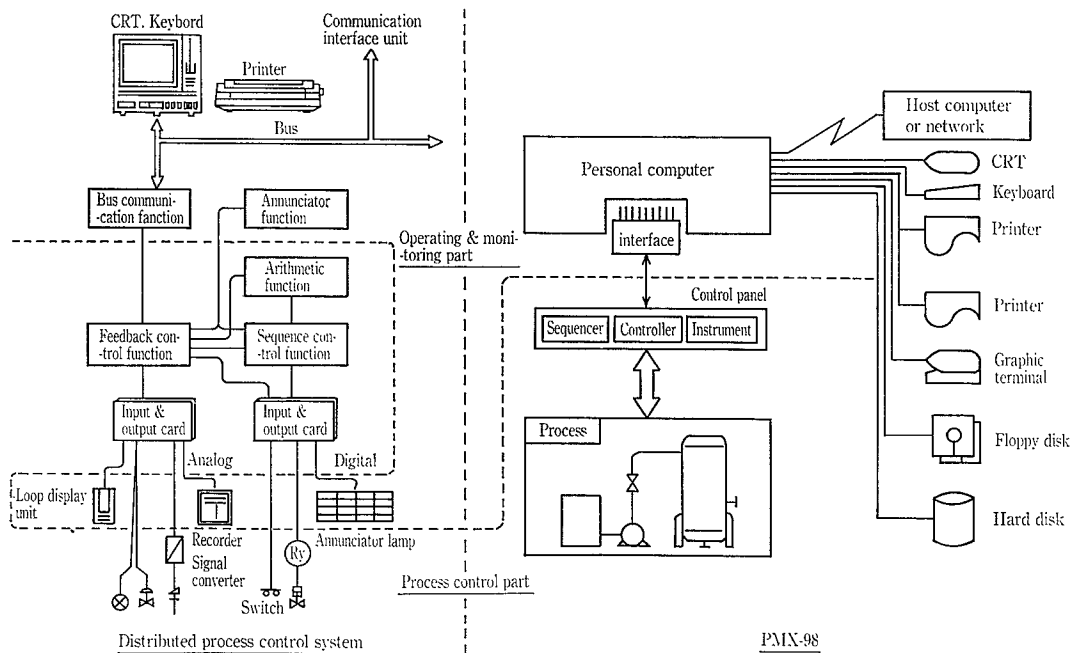 CRT. Keybord
Communication
interface unit
Printer
Bus
Bus communi-
-cation fanction
Annunciator
function
Operating & moni-
-toring part
Arithmetic
function
Feedback con-
-trol function
Sequence con-
-trol function
Input &
output card
Input &
output card
Analog
Digital
-Loop display
unit
Recorder
Signal
converter
Annunciator lamp
Ry
Switch
Process control part
Distributed process control system
Host computer
or network
Personal computer
interface
CRT
Keyboard
Printer
Printer
Graphic
terminal
Floppy disk
Hard disk
Control panel
Sequencer
Controller
Instrument
Process
PMX-98